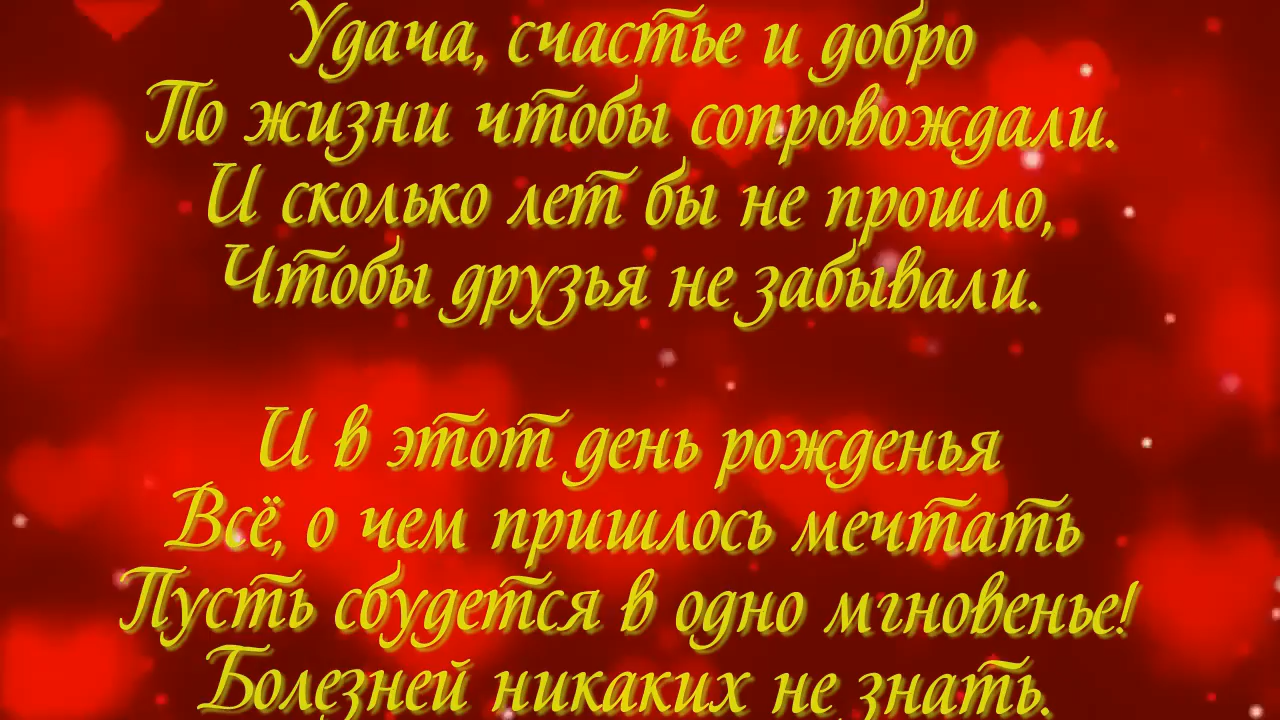 Удача, счастье и добро
По жизни чтобы сопровождали.
И сколько лет бы не прошло,
Чтобы друзья не забывали.
И в этот день рожденья
Всё, о чем пришлось мечтать
Пусть сбудется в одно мгновенье!
Болезней никаких не знать.